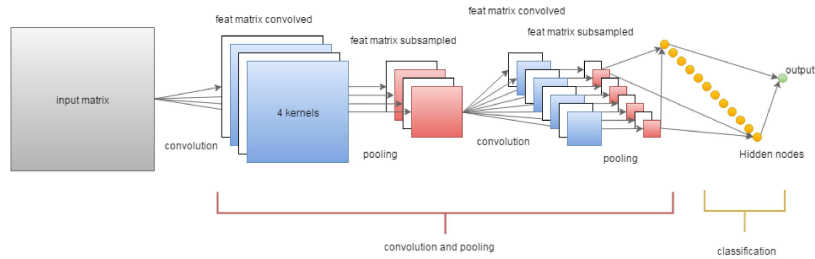 feat matrix convolved
feat matrix convolved
feat matrix subsampled
feat matrix subsampled
input matrix
4 kernels
output
convolution
pooling
convolution
pooling
Hidden nodes
convolution and pooling
classification